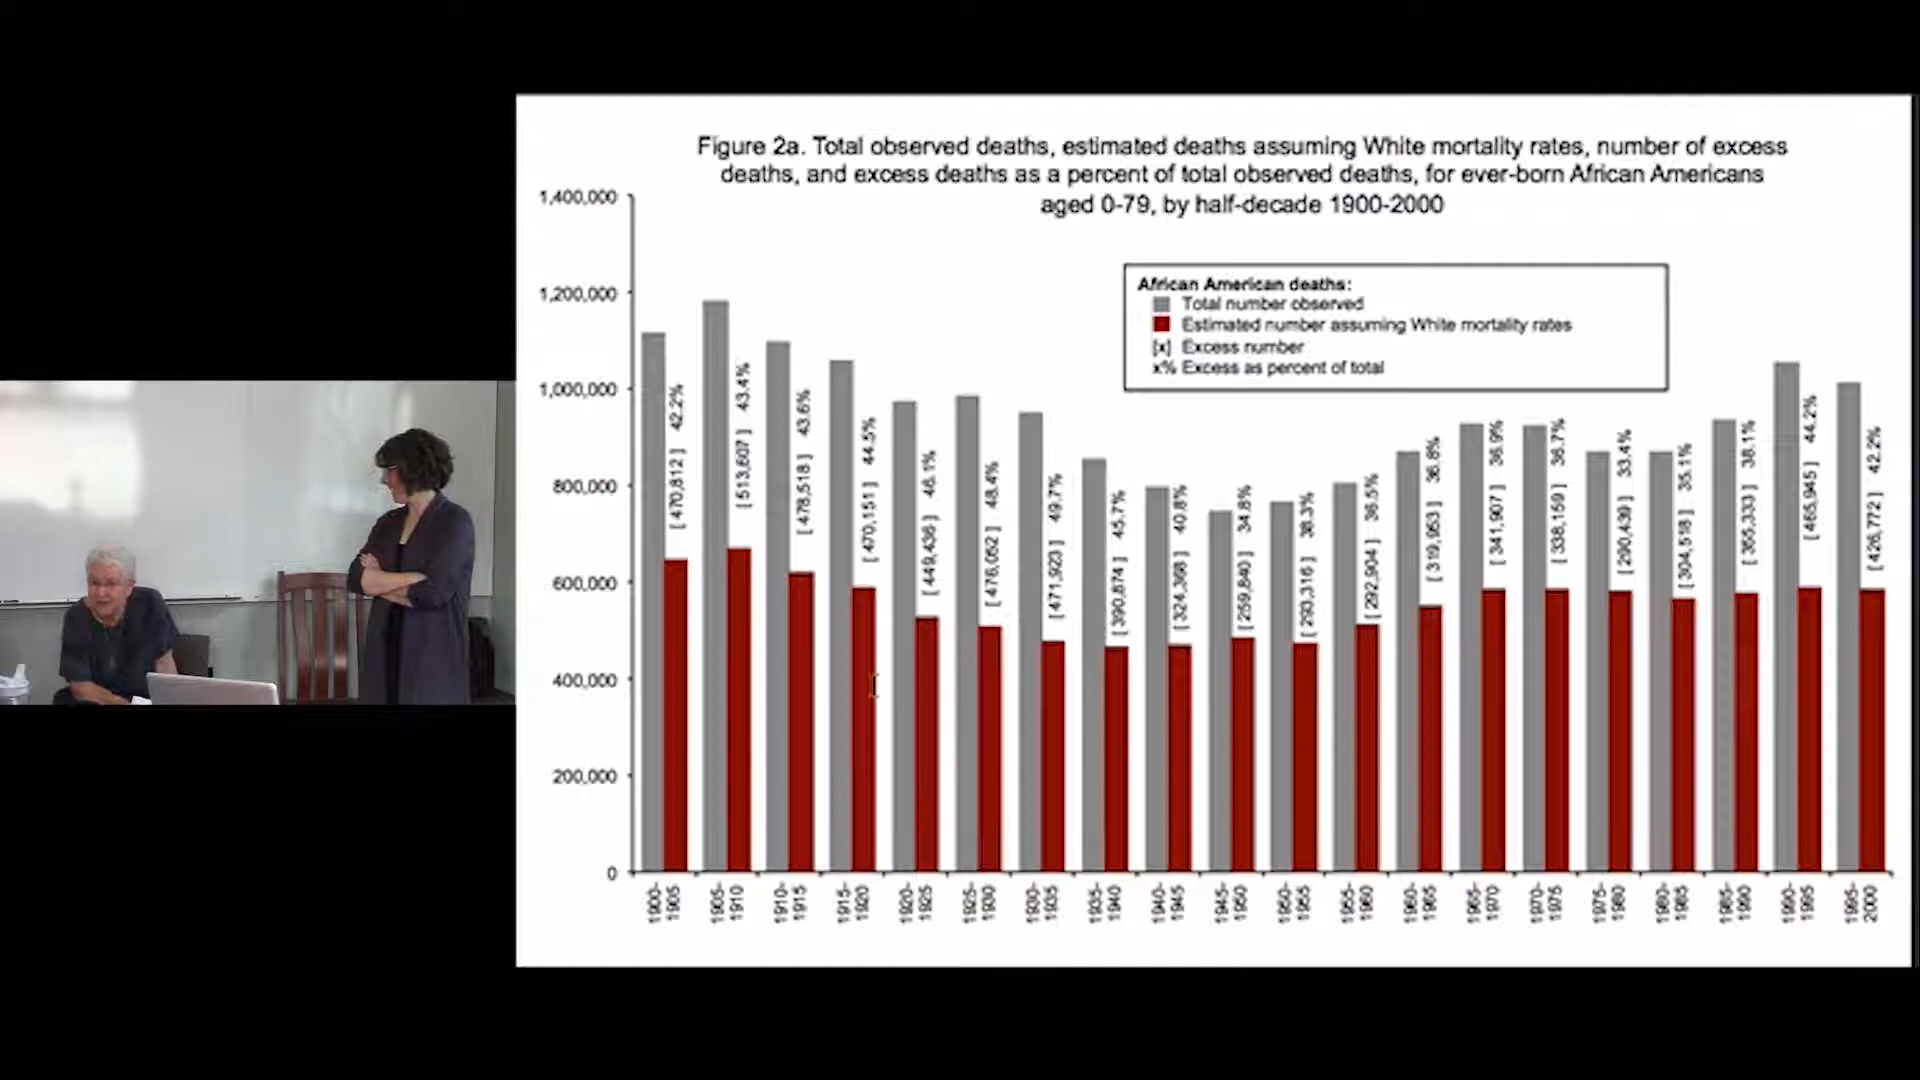 Figure 2a. Total observed deaths, estimated deaths assuming White mortality rates, number of excess
deaths, and excess deaths as a percent of total observed deaths, for ever-born African Americans
aged 0-79, by half-decade 1900-2000
1,400,000
1,200,000
1,000,000
800,000
600,000
400,000
200,000
0
African American deaths:
Total number observed
Estimated number assuming White mortality rates
[x] Excess number
x% Excess as percent of total
[ 470,812 ] 42.2%
[ 513,607 ] 43.4%
[ 478,518 ] 43.6%
[ 470,151 ] 44.5%
[ 449,436 ] 46.1%
[ 476,052 ] 48.4%
[ 471,923 ] 49.7%
[ 390,874 ] 45.7%
[ 324,368 ] 40.8%
[ 259,840 ] 34.8%
[ 293,316 ] 38.3%
[ 292,904 ] 36.5%
[ 319,953 ] 36.8%
[ 341,907 ] 36.9%
[ 338,159 ] 36.7%
[ 290,439 ] 33.4%
[ 304,518 ] 35.1%
[ 355,333 ] 38.1%
[ 465,945 ] 44.2%
[ 426,772 ] 42.2%
1900-
1905
1905-
1910
1910-
1915
1915-
1920
1920-
1925
1925-
1930
1930-
1935
1935-
1940
1940-
1945
1945-
1950
1950-
1955
1955-
1960
1960-
1965
1965-
1970
1970-
1975
1975-
1980
1980-
1985
1985-
1990
1990-
1995
1995-
2000